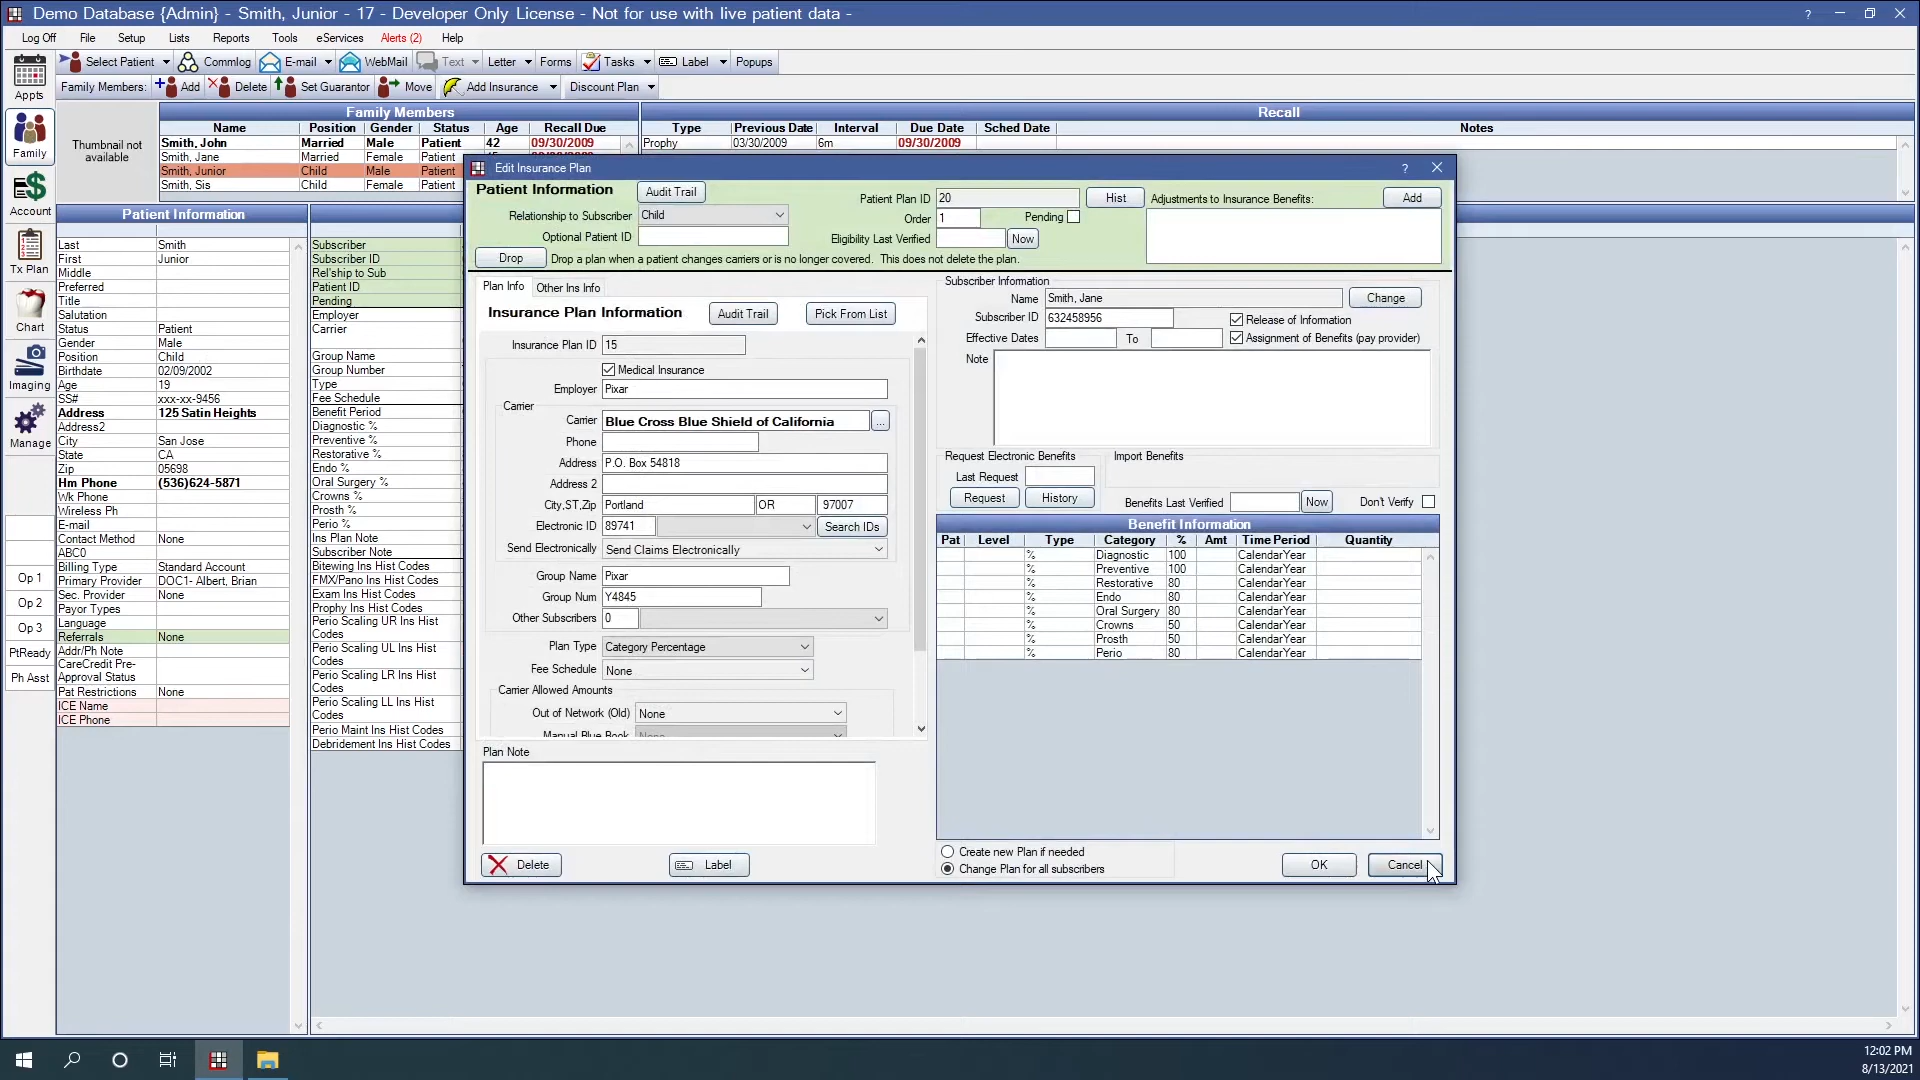 Demo Database {Admin} - Smith, Junior - 17 - Developer Only License - Not for use with live patient data -
Log Off File Setup Lists Reports Tools eServices Alerts (2) Help
Select Patient Commlog E-mail WebMail Text Letter Forms Tasks Label Popups
Family Members: Add Delete Set Guarantor Move Add Insurance Discount Plan
Appts
Family
Account
Tx Plan
Chart
Imaging
Manage
Op 1
Op 2
Op 3
PtReady
Ph Asst
Thumbnail not
available
Family Members
Name Position Gender Status Age Recall Due
Smith, John Married Male Patient 42 09/30/2009
Smith, Jane Married Female Patient
Smith, Junior Child Male Patient
Smith, Sis Child Female Patient
Recall
Type Previous Date Interval Due Date Sched Date Notes
Prophy 03/30/2009 6m 09/30/2009
Patient Information
Last Smith
First Junior
Middle
Preferred
Title
Salutation
Status Patient
Gender Male
Position Child
Birthdate 02/09/2002
Age 19
SS# xxx-xx-9456
Address 125 Satin Heights
Address2
City San Jose
State CA
Zip 05698
Hm Phone (536)624-5871
Wk Phone
Wireless Ph
E-mail
Contact Method None
ABC0
Billing Type Standard Account
Primary Provider DOC1- Albert, Brian
Sec. Provider None
Payor Types
Language
Referrals None
Addr/Ph Note
CareCredit Pre-
Approval Status
Pat Restrictions None
ICE Name
ICE Phone
Subscriber
Subscriber ID
Rel'ship to Sub
Patient ID
Pending
Employer
Carrier
Group Name
Group Number
Type
Fee Schedule
Benefit Period
Diagnostic %
Preventive %
Restorative %
Endo %
Oral Surgery %
Crowns %
Prosth %
Perio %
Ins Plan Note
Subscriber Note
Bitewing Ins Hist Codes
FMX/Pano Ins Hist Codes
Exam Ins Hist Codes
Prophy Ins Hist Codes
Perio Scaling UR Ins Hist
Codes
Perio Scaling UL Ins Hist
Codes
Perio Scaling LR Ins Hist
Codes
Perio Scaling LL Ins Hist
Codes
Perio Maint Ins Hist Codes
Debridement Ins Hist Codes
Edit Insurance Plan
Patient Information Audit Trail
Relationship to Subscriber Child
Optional Patient ID
Drop Drop a plan when a patient changes carriers or is no longer covered. This does not delete the plan.
Patient Plan ID 20 Hist
Order 1 Pending
Eligibility Last Verified Now
Adjustments to Insurance Benefits: Add
Plan Info Other Ins Info
Insurance Plan Information Audit Trail Pick From List
Insurance Plan ID 15
Medical Insurance
Employer Pixar
Carrier
Carrier Blue Cross Blue Shield of California ...
Phone
Address P.O. Box 54818
Address 2
City,ST,Zip Portland OR 97007
Electronic ID 89741 Search IDs
Send Electronically Send Claims Electronically
Group Name Pixar
Group Num Y4845
Other Subscribers 0
Plan Type Category Percentage
Fee Schedule None
Carrier Allowed Amounts
Out of Network (Old) None
Manual Blue Book None
Plan Note
Delete Label
Subscriber Information
Name Smith, Jane Change
Subscriber ID 632458956 Release of Information
Effective Dates To Assignment of Benefits (pay provider)
Note
Request Electronic Benefits
Last Request
Request History
Import Benefits
Benefits Last Verified Now Don't Verify
Benefit Information
Pat Level Type Category % Amt Time Period Quantity
% Diagnostic 100 CalendarYear
% Preventive 100 CalendarYear
% Restorative 80 CalendarYear
% Endo 80 CalendarYear
% Oral Surgery 80 CalendarYear
% Crowns 50 CalendarYear
% Prosth 50 CalendarYear
% Perio 80 CalendarYear
Create new Plan if needed
Change Plan for all subscribers
OK Cancel
12:02 PM
8/13/2021